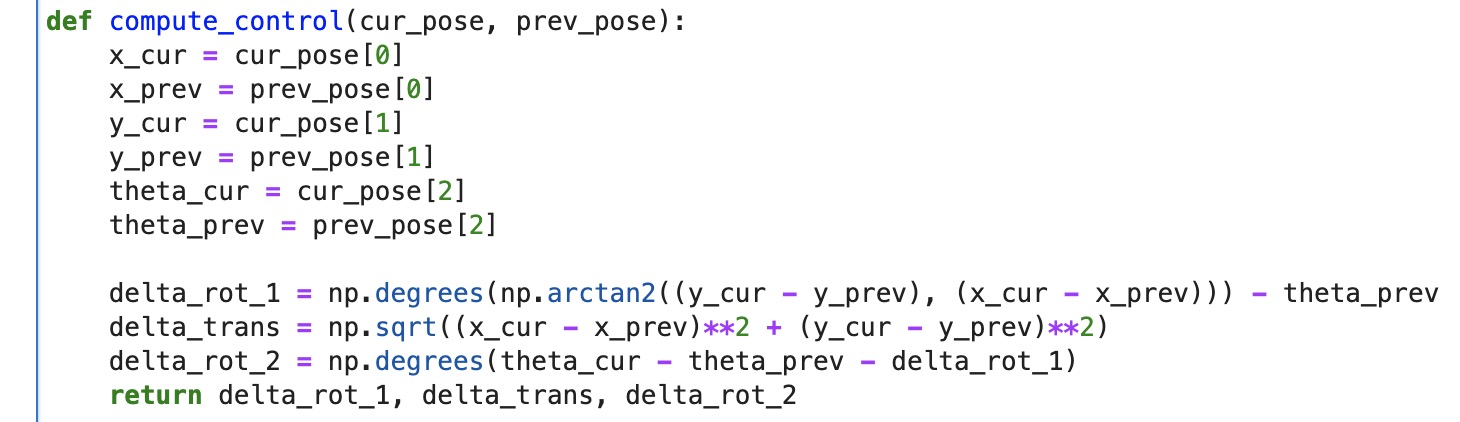 def compute_control(cur_pose, prev_pose):
    x_cur = cur_pose[0]
    x_prev = prev_pose[0]
    y_cur = cur_pose[1]
    y_prev = prev_pose[1]
    theta_cur = cur_pose[2]
    theta_prev = prev_pose[2]

    delta_rot_1 = np.degrees(np.arctan2((y_cur - y_prev), (x_cur - x_prev))) - theta_prev
    delta_trans = np.sqrt((x_cur - x_prev)**2 + (y_cur - y_prev)**2)
    delta_rot_2 = np.degrees(theta_cur - theta_prev - delta_rot_1)
    return delta_rot_1, delta_trans, delta_rot_2